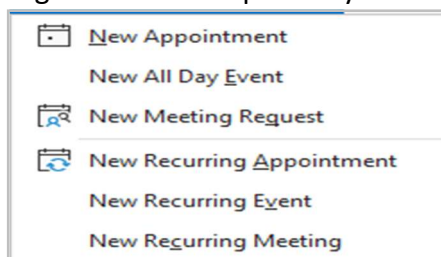 New Appointment
New All Day Event
New Meeting Request
New Recurring Appointment
New Recurring Event
New Recurring Meeting